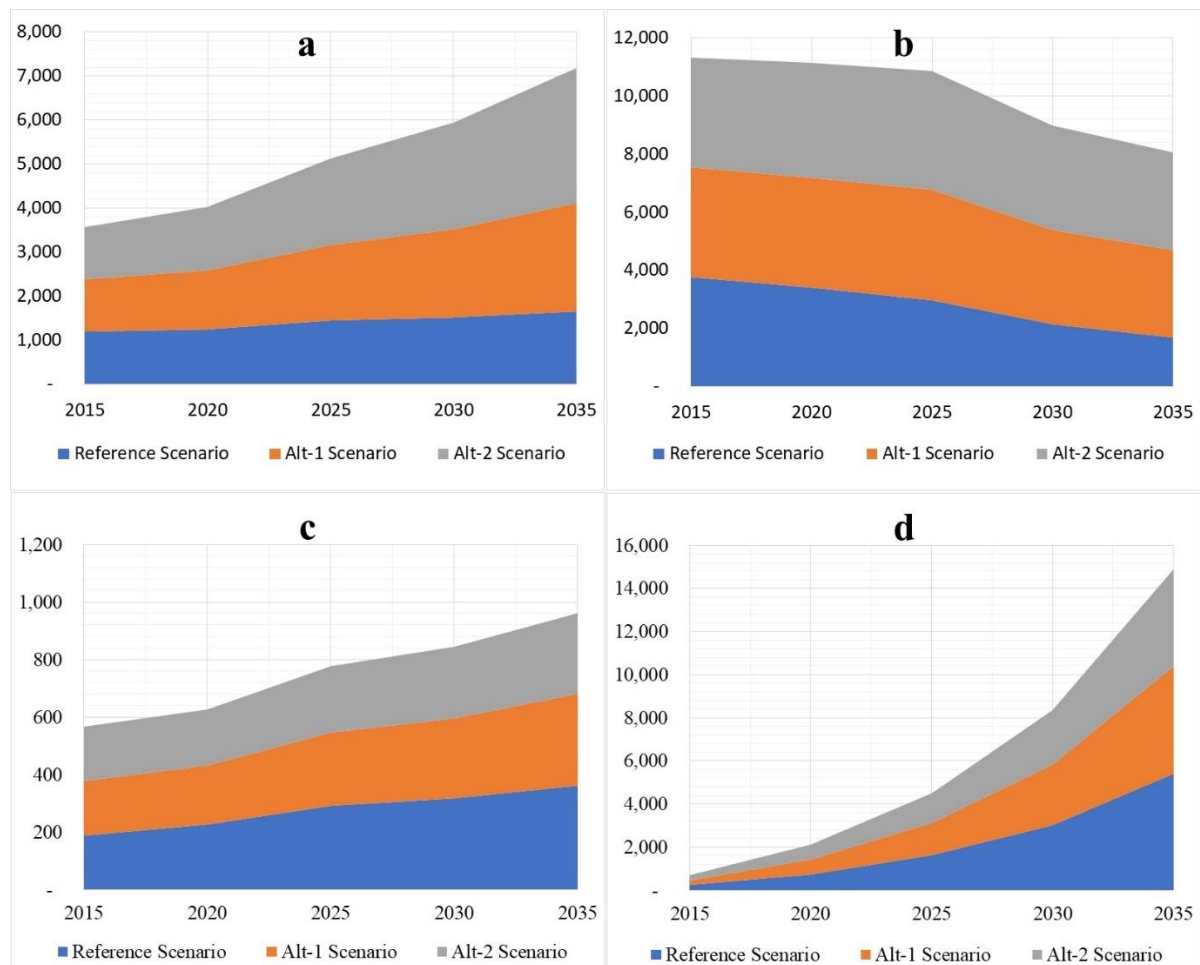 a
8,000
7,000
6,000
5,000
4,000
3,000
2,000
1,000
-
2015 2020 2025 2030 2035
Reference Scenario Alt-1 Scenario Alt-2 Scenario
b
12,000
10,000
8,000
6,000
4,000
2,000
-
2015 2020 2025 2030 2035
Reference Scenario Alt-1 Scenario Alt-2 Scenario
c
1,200
1,000
800
600
400
200
-
2015 2020 2025 2030 2035
Reference Scenario Alt-1 Scenario Alt-2 Scenario
d
16,000
14,000
12,000
10,000
8,000
6,000
4,000
2,000
-
2015 2020 2025 2030 2035
Reference Scenario Alt-1 Scenario Alt-2 Scenario